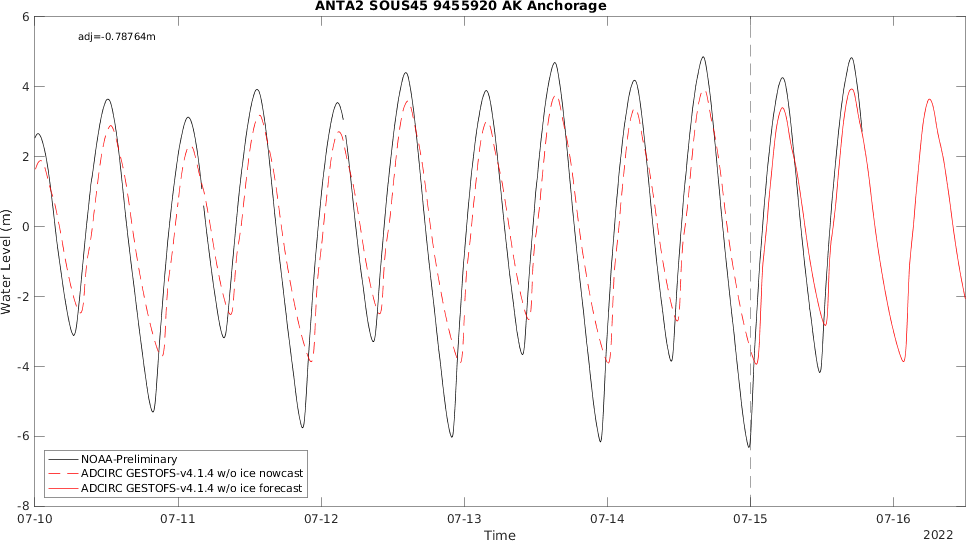 ANTA2 SOUS45 9455920 AK Anchorage
adj=-0.78764m
6
4
2
0
-2
-4
-6
-8
Water Level (m)
NOAA-Preliminary
ADCIRC GESTOFS-v4.1.4 w/o ice nowcast
ADCIRC GESTOFS-v4.1.4 w/o ice forecast
07-10 07-11 07-12 07-13 07-14 07-15 07-16
Time
2022